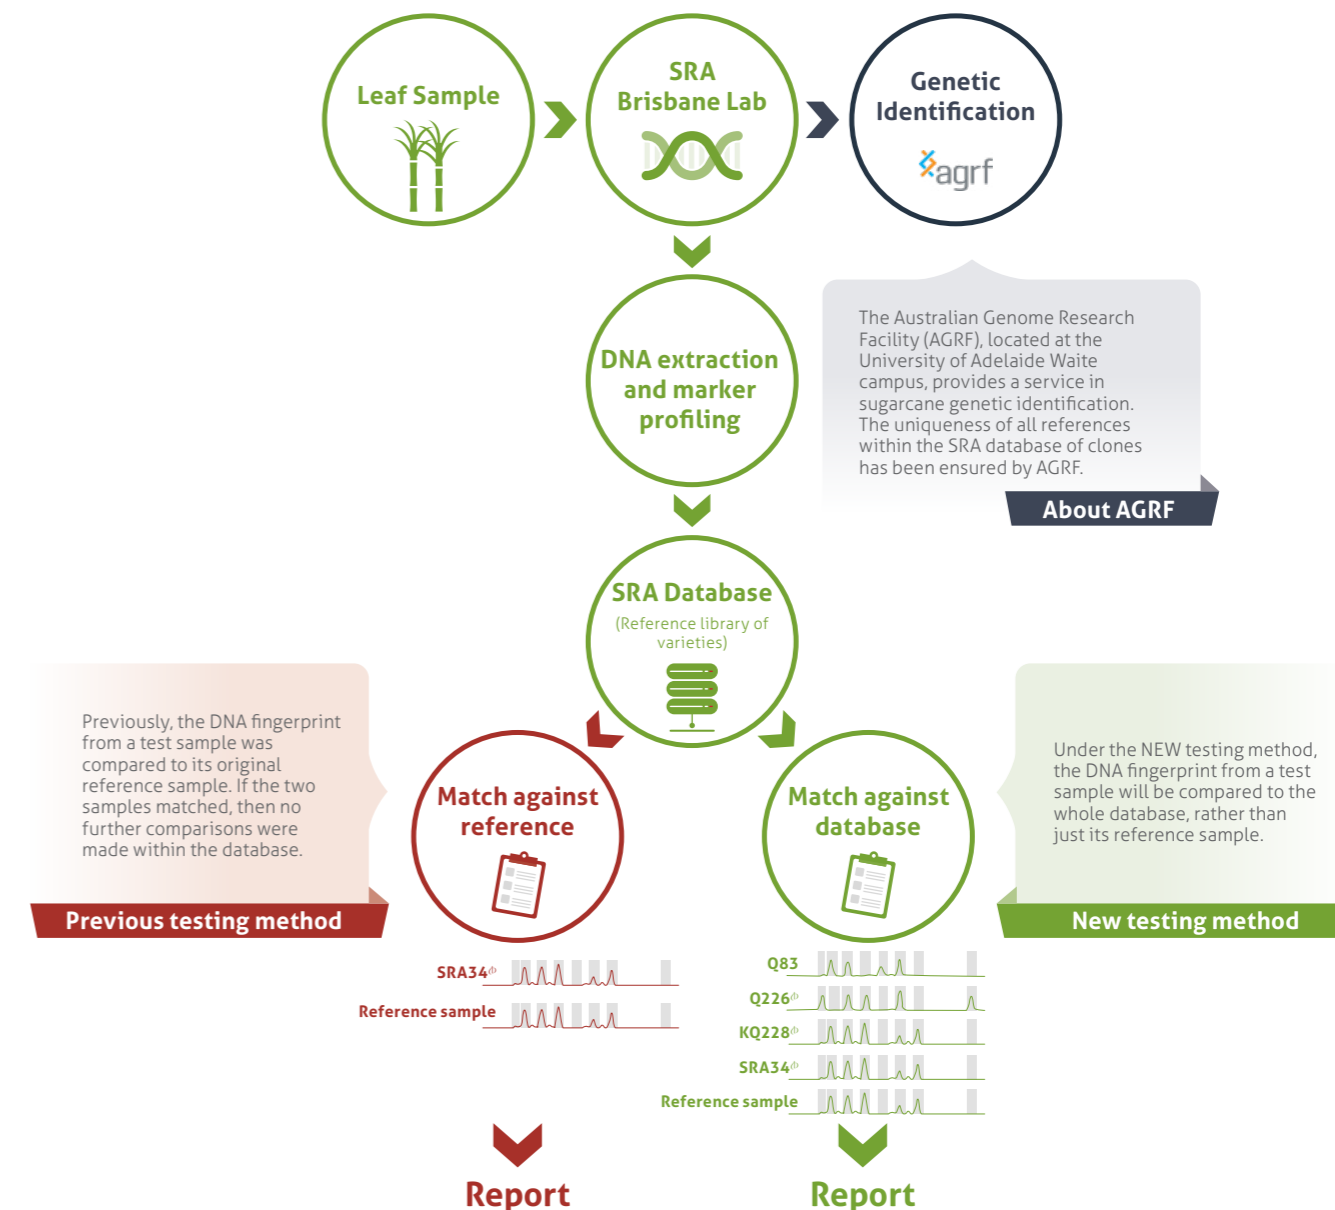 Leaf Sample
SRA
Brisbane Lab
Genetic
Identification
agrf
DNA extraction
and marker
profiling
The Australian Genome Research
Facility (AGRF), located at the
University of Adelaide Waite
campus, provides a service in
sugarcane genetic identification.
The uniqueness of all references
within the SRA database of clones
has been ensured by AGRF.
About AGRF
SRA Database
(Reference library of
varieties)
Previously, the DNA fingerprint
from a test sample was
compared to its original
reference sample. If the two
samples matched, then no
further comparisons were
made within the database.
Previous testing method
Match against
reference
Match against
database
Under the NEW testing method,
the DNA fingerprint from a test
sample will be compared to the
whole database, rather than
just its reference sample.
New testing method
SRA34
Reference sample
Q83
Q226
KQ228
SRA34
Reference sample
Report
Report